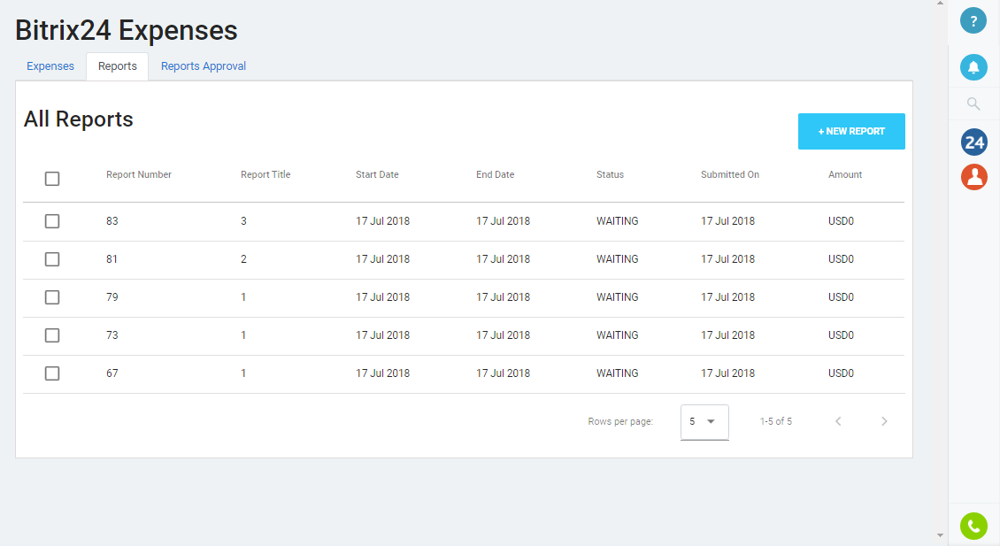 Bitrix24 Expenses
Expenses Reports Reports Approval
All Reports
+ NEW REPORT
Report Number Report Title Start Date End Date Status Submitted On Amount
83 3 17 Jul 2018 17 Jul 2018 WAITING 17 Jul 2018 USD0
81 2 17 Jul 2018 17 Jul 2018 WAITING 17 Jul 2018 USD0
79 1 17 Jul 2018 17 Jul 2018 WAITING 17 Jul 2018 USD0
73 1 17 Jul 2018 17 Jul 2018 WAITING 17 Jul 2018 USD0
67 1 17 Jul 2018 17 Jul 2018 WAITING 17 Jul 2018 USD0
Rows per page: 5 1-5 of 5
?
24